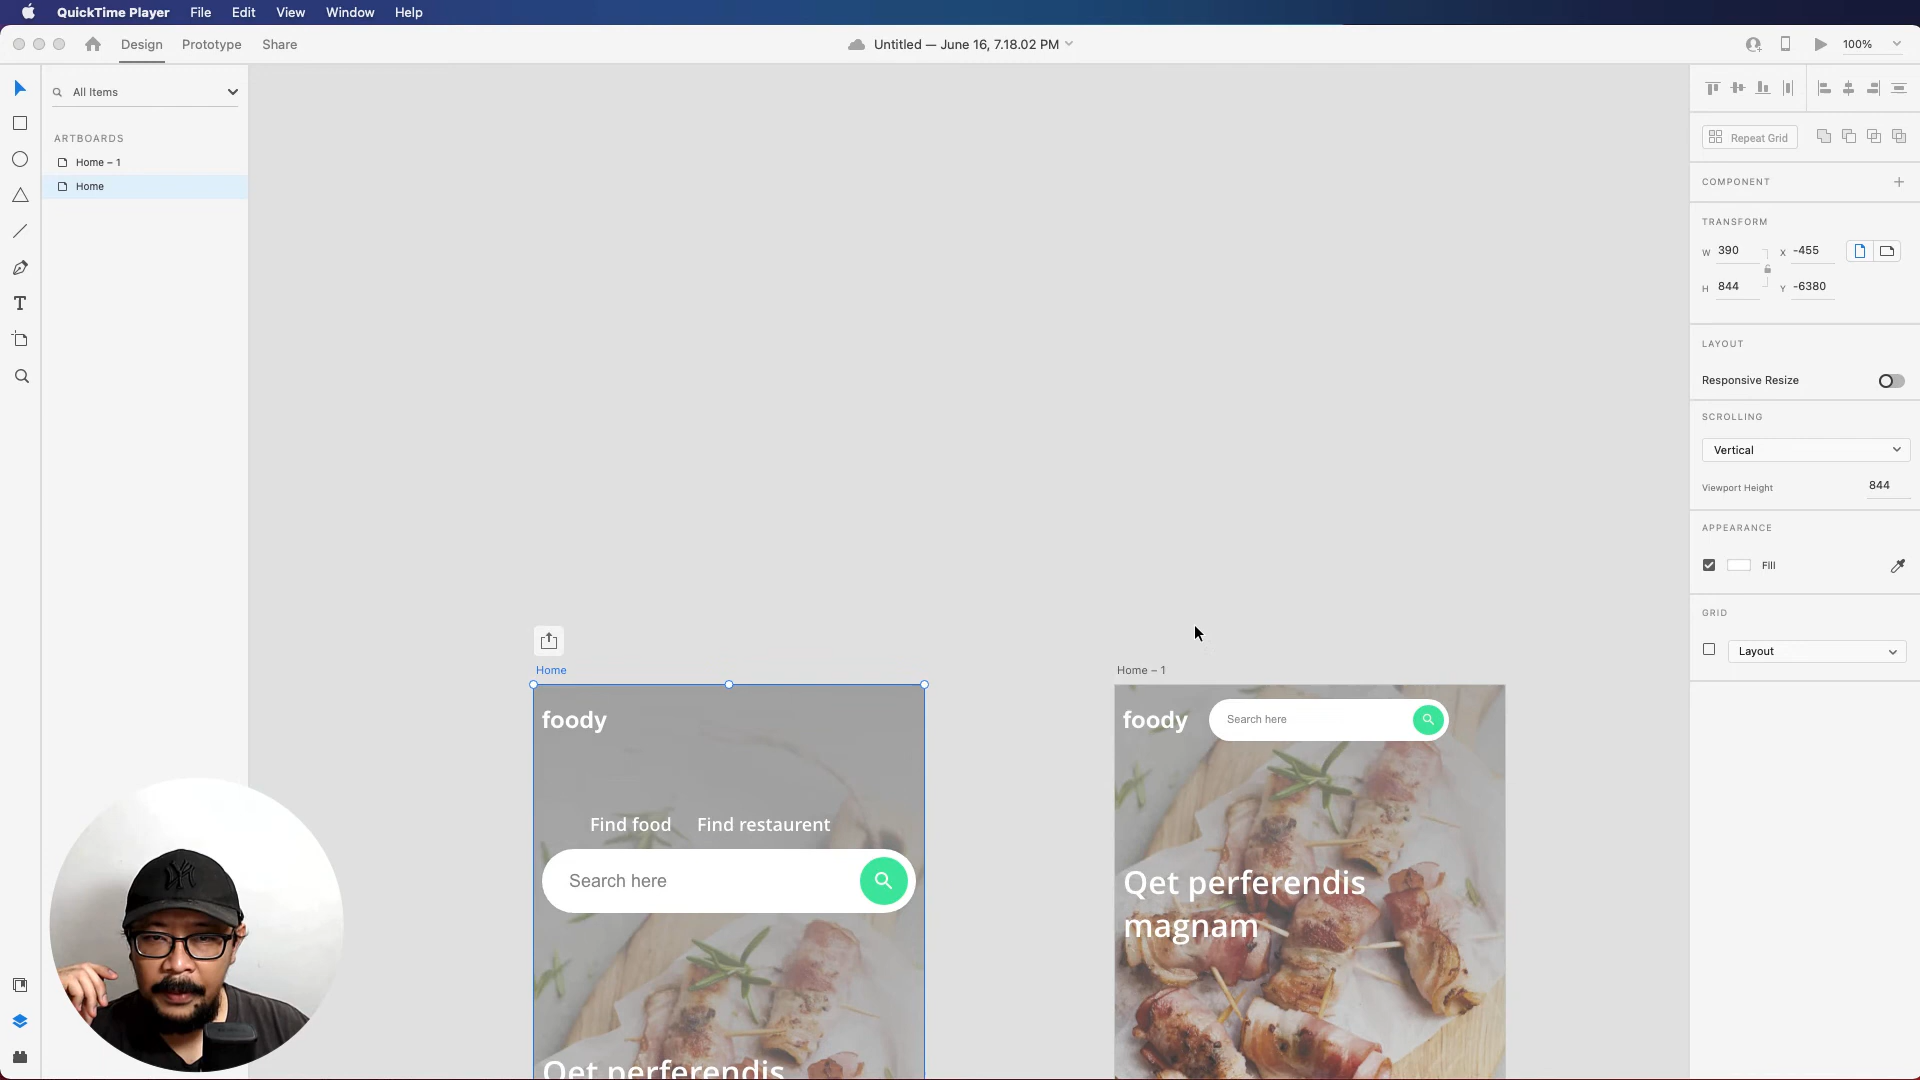 QuickTime Player File Edit View Window Help
Design Prototype Share
Untitled — June 16, 7.18.02 PM
100%
All Items
ARTBOARDS
Home – 1
Home
Repeat Grid
COMPONENT
TRANSFORM
W 390 X -455
H 844 Y -6380
LAYOUT
Responsive Resize
SCROLLING
Vertical
Viewport Height 844
APPEARANCE
Fill
GRID
Layout
Home
foody
Find food Find restaurent
Search here
Qet perferendis
Home – 1
foody
Search here
Qet perferendis
magnam